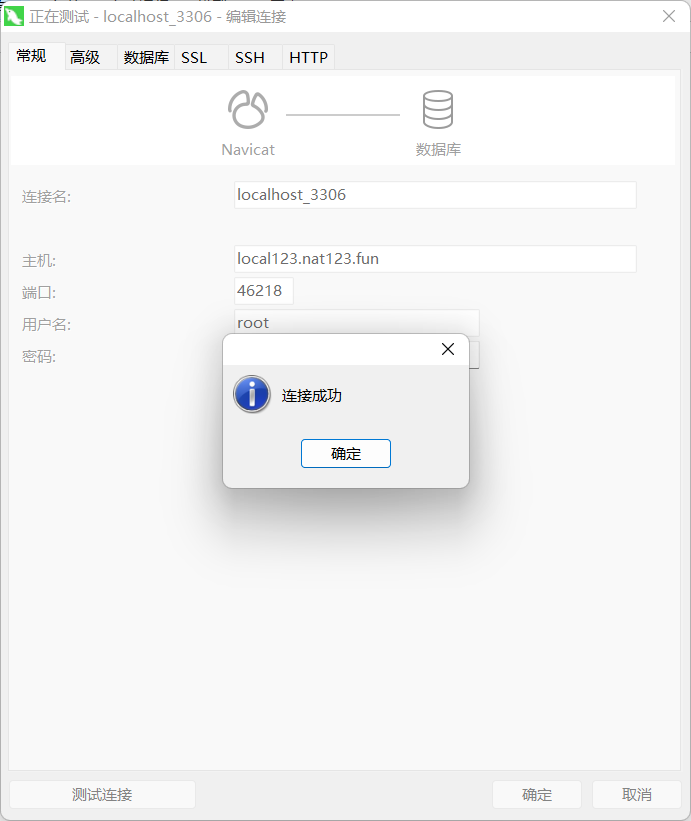 正在测试 - localhost_3306 - 编辑连接
常规 高级 数据库 SSL SSH HTTP
Navicat 数据库
连接名: localhost_3306
主机: local123.nat123.fun
端口: 46218
用户名: root
密码:
连接成功
确定
测试连接 确定 取消